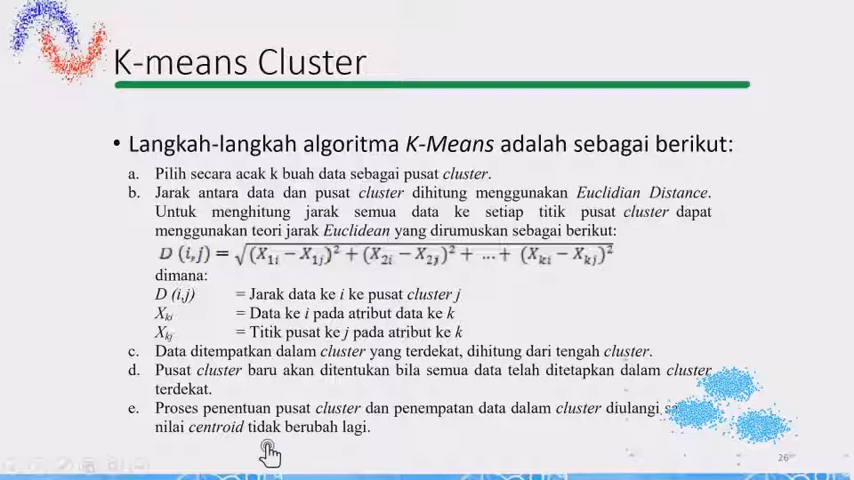 K-means Cluster
• Langkah-langkah algoritma K-Means adalah sebagai berikut:
a. Pilih secara acak k buah data sebagai pusat cluster.
b. Jarak antara data dan pusat cluster dihitung menggunakan Euclidian Distance.
Untuk menghitung jarak semua data ke setiap titik pusat cluster dapat
menggunakan teori jarak Euclidean yang dirumuskan sebagai berikut:
D (i,j) = √(X₁ᵢ − X₁ⱼ)² + (X₂ᵢ − X₂ⱼ)² + ...+ (Xₖᵢ − Xₖⱼ)²
dimana:
D (i,j) = Jarak data ke i ke pusat cluster j
Xₖᵢ = Data ke i pada atribut data ke k
Xₖⱼ = Titik pusat ke j pada atribut ke k
c. Data ditempatkan dalam cluster yang terdekat, dihitung dari tengah cluster.
d. Pusat cluster baru akan ditentukan bila semua data telah ditetapkan dalam cluster
terdekat.
e. Proses penentuan pusat cluster dan penempatan data dalam cluster diulangi
nilai centroid tidak berubah lagi.
26